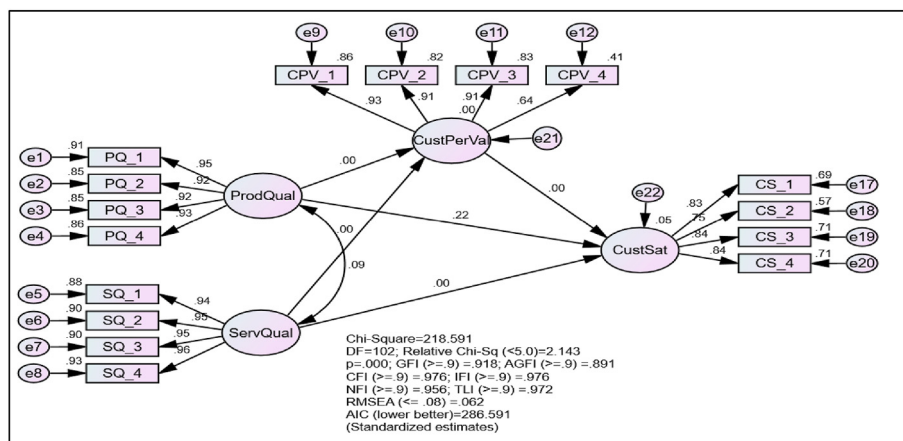 e9 e10 e11 e12
.86 .82 .83 .41
CPV_1 CPV_2 CPV_3 CPV_4
.93 .91 .91 .64
.00
CustPerVal e21
.91
e1 PQ_1 .95
.85
e2 PQ_2 .92
.85
e3 PQ_3 .92
.86
e4 PQ_4 .93
ProdQual
.00
.00
.22
.00
.00
.09
e22
.05
CustSat
.69
.83 CS_1 e17
.57
.75 CS_2 e18
.71
.84 CS_3 e19
.71
.84 CS_4 e20
.88
e5 SQ_1 .94
.90
e6 SQ_2 .95
.90
e7 SQ_3 .95
.93
e8 SQ_4 .96
ServQual
Chi-Square=218.591
DF=102; Relative Chi-Sq (<5.0)=2.143
p=.000; GFI (>=.9) =.918; AGFI (>=.9) =.891
CFI (>=.9) =.976; IFI (>=.9) =.976
NFI (>=.9) =.956; TLI (>=.9) =.972
RMSEA (<= .08) =.062
AIC (lower better)=286.591
(Standardized estimates)